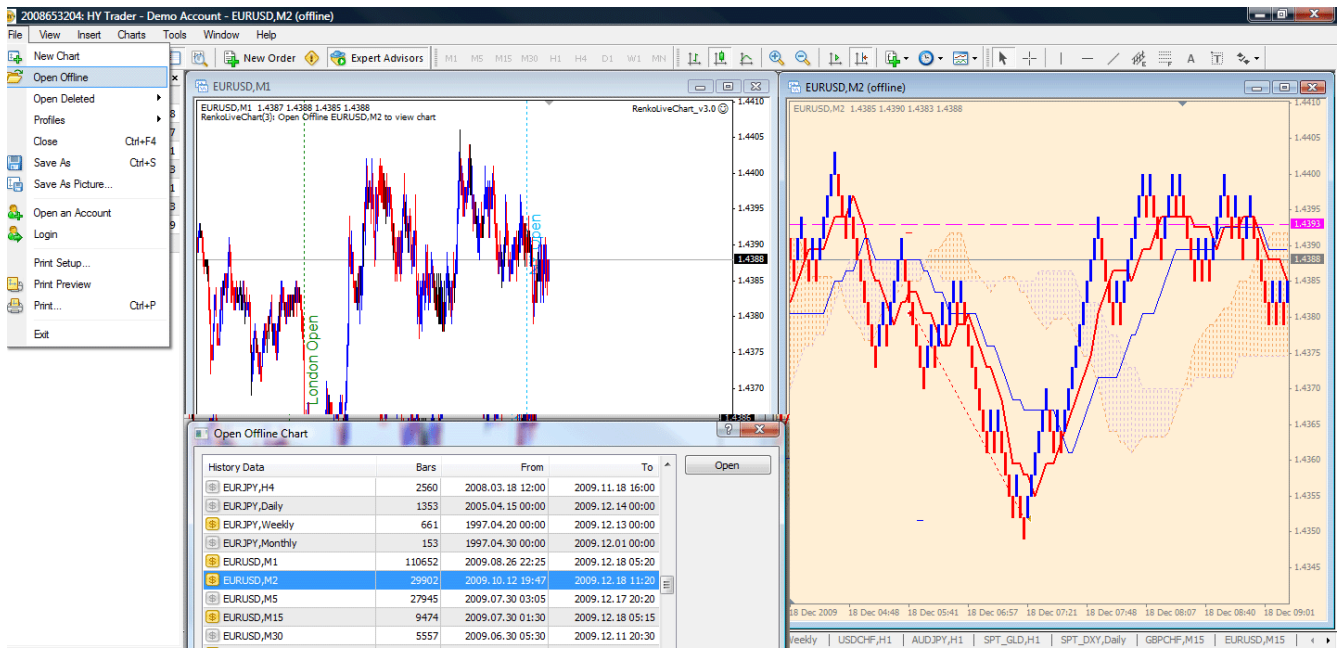 2008653204: HY Trader - Demo Account - EURUSD,M2 (offline)
File View Insert Charts Tools Window Help
New Order Expert Advisors M1 M5 M15 M30 H1 H4 D1 W1 MN A T
New Chart
Open Offline
Open Deleted
Profiles
Close Ctrl+F4
Save As Ctrl+S
Save As Picture...
Open an Account
Login
Print Setup...
Print Preview
Print... Ctrl+P
Exit
8
7
1
3
1
3
9
EURUSD,M1
EURUSD,M1 1.4387 1.4388 1.4385 1.4388
RenkoLiveChart(3): Open Offline EURUSD,M2 to view chart
RenkoLiveChart_v3.0
London Open
Open
1.4410
1.4405
1.4400
1.4395
1.4390
1.4388
1.4385
1.4380
1.4375
1.4370
EURUSD,M2 (offline)
EURUSD,M2 1.4385 1.4390 1.4383 1.4388
1.4410
1.4405
1.4400
1.4395
1.4393
1.4390
1.4388
1.4385
1.4380
1.4375
1.4370
1.4365
1.4360
1.4355
1.4350
1.4345
18 Dec 2009 18 Dec 04:48 18 Dec 05:41 18 Dec 06:57 18 Dec 07:21 18 Dec 07:48 18 Dec 08:07 18 Dec 08:40 18 Dec 09:01
Open Offline Chart
History Data Bars From To
Open
EURJPY,H4 2560 2008.03.18 12:00 2009.11.18 16:00
EURJPY,Daily 1353 2005.04.15 00:00 2009.12.14 00:00
EURJPY,Weekly 661 1997.04.20 00:00 2009.12.13 00:00
EURJPY,Monthly 153 1997.04.30 00:00 2009.12.01 00:00
EURUSD,M1 110652 2009.08.26 22:25 2009.12.18 05:20
EURUSD,M2 29902 2009.10.12 19:47 2009.12.18 11:20
EURUSD,M5 27945 2009.07.30 03:05 2009.12.17 20:20
EURUSD,M15 9474 2009.07.30 01:30 2009.12.18 05:15
EURUSD,M30 5557 2009.06.30 05:30 2009.12.11 20:30
Weekly USDCHF,H1 AUDJPY,H1 SPT_GLD,H1 SPT_DXY,Daily GBPCHF,M15 EURUSD,M15